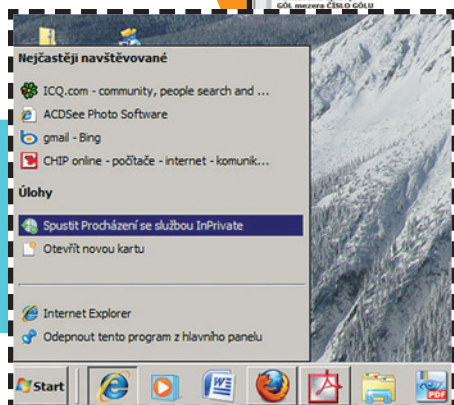 GÓL mezera ČÍSLO GÓLU
Nejčastěji navštěvované
ICQ.com - community, people search and ...
ACDSee Photo Software
gmail - Bing
CHIP online - počítače - internet - komunik...
Úlohy
Spustit Procházení se službou InPrivate
Otevřít novou kartu
Internet Explorer
Odepnout tento program z hlavního panelu
Start
PDF